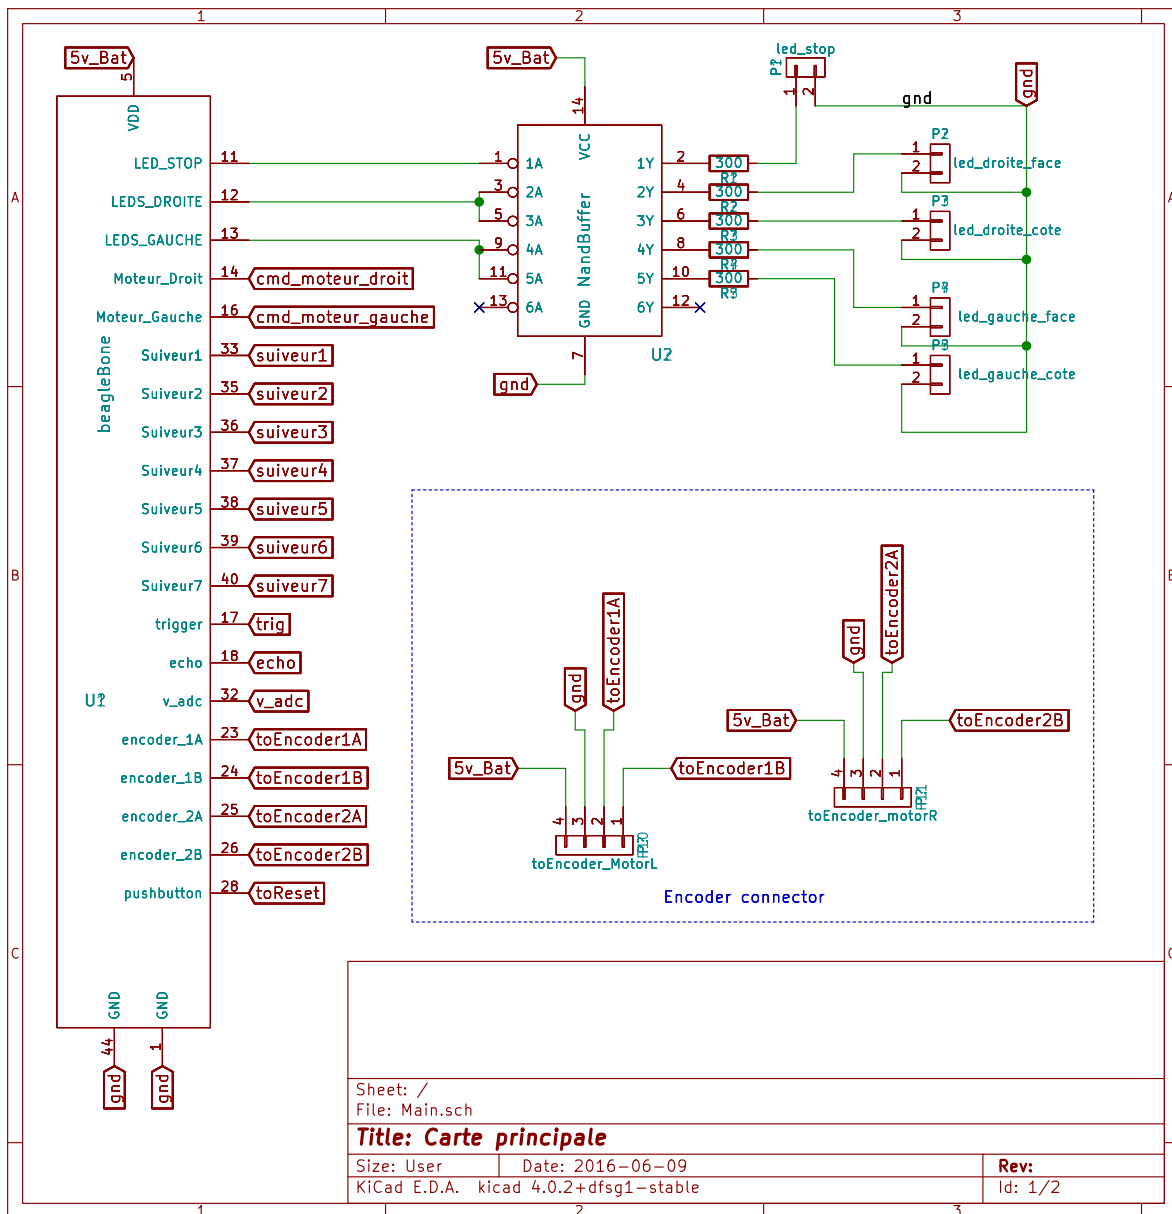 1
2
3
A
B
C
A
1
2
3
5v_Bat
5
VDD
LED_STOP 11
LEDS_DROITE 12
LEDS_GAUCHE 13
Moteur_Droit 14 cmd_moteur_droit
Moteur_Gauche 16 cmd_moteur_gauche
Suiveur1 33 suiveur1
Suiveur2 35 suiveur2
Suiveur3 36 suiveur3
Suiveur4 37 suiveur4
Suiveur5 38 suiveur5
Suiveur6 39 suiveur6
Suiveur7 40 suiveur7
trigger 17 trig
echo 18 echo
v_adc 32 v_adc
encoder_1A 23 toEncoder1A
encoder_1B 24 toEncoder1B
encoder_2A 25 toEncoder2A
encoder_2B 26 toEncoder2B
pushbutton 28 toReset
beagleBone
GND
GND
44
1
gnd
gnd
5v_Bat
14
VCC
NandBuffer
GND
7
gnd
U2
1 1A 1Y 2 300
3 2A 2Y 4 300
5 3A 3Y 6 300
9 4A 4Y 8 300
11 5A 5Y 10 300
13 6A 6Y 12
led_stop
1
2
gnd
gnd
P2
1
2
led_droite_face
P3
1
2
led_droite_cote
1
2
led_gauche_face
1
2
led_gauche_cote
toEncoder1A
gnd
5v_Bat
toEncoder1B
4
3
2
1
toEncoder_MotorL
toEncoder2A
gnd
5v_Bat
toEncoder2B
4
3
2
1
toEncoder_motorR
Encoder connector
Sheet: /
File: Main.sch
Title: Carte principale
Size: User Date: 2016-06-09 Rev:
KiCad E.D.A. kicad 4.0.2+dfsg1-stable Id: 1/2